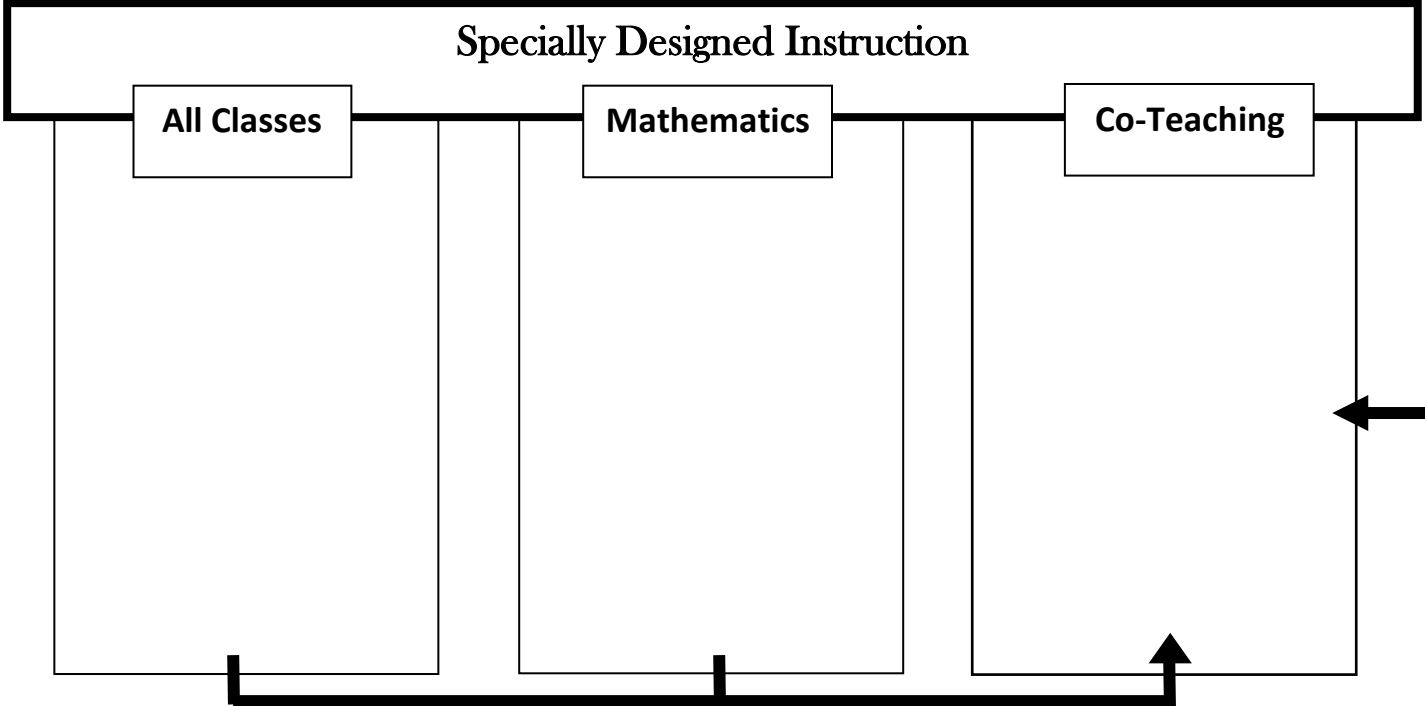 Specially Designed Instruction
All Classes
Mathematics
Co-Teaching